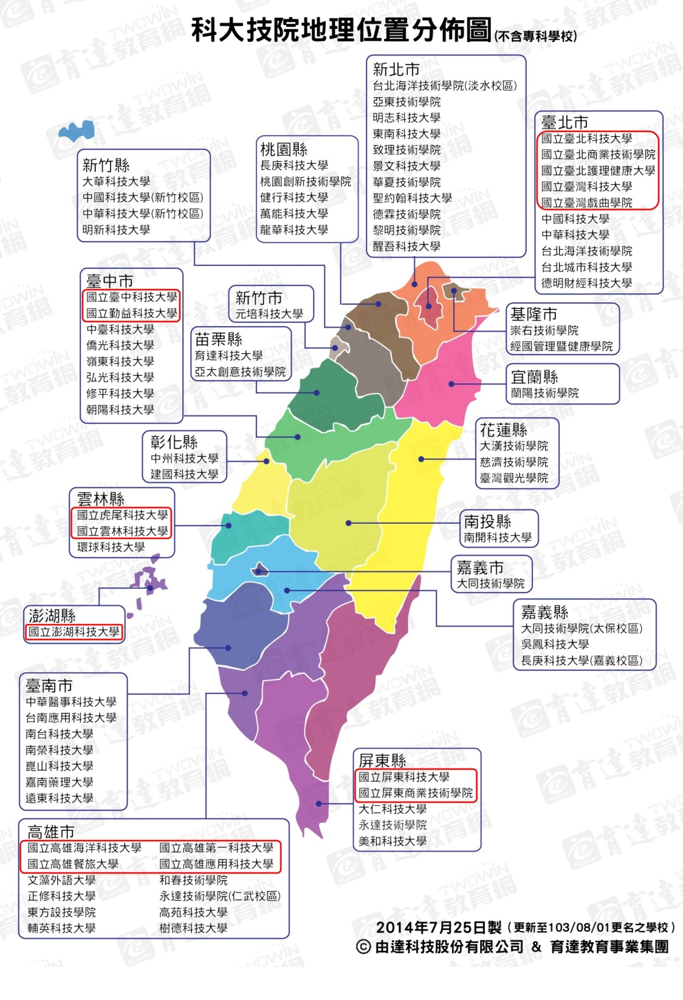 科大技院地理位置分佈圖(不含專科學校)
新北市
台北海洋技術學院(淡水校區)
亞東技術學院
明志科技大學
東南科技大學
致理技術學院
景文科技大學
華夏技術學院
聖約翰科技大學
德霖技術學院
黎明技術學院
醒吾科技大學
臺北市
國立臺北科技大學
國立臺北商業技術學院
國立臺北護理健康大學
國立臺灣科技大學
國立臺灣戲曲學院
中國科技大學
中華科技大學
台北海洋技術學院
台北城市科技大學
德明財經科技大學
桃園縣
長庚科技大學
桃園創新技術學院
健行科技大學
萬能科技大學
龍華科技大學
新竹縣
大華科技大學
中國科技大學(新竹校區)
中華科技大學(新竹校區)
明新科技大學
臺中市
國立臺中科技大學
國立勤益科技大學
中臺科技大學
僑光科技大學
嶺東科技大學
弘光科技大學
修平科技大學
朝陽科技大學
新竹市
元培科技大學
苗栗縣
育達科技大學
亞太創意技術學院
基隆市
崇右技術學院
經國管理暨健康學院
宜蘭縣
蘭陽技術學院
花蓮縣
大漢技術學院
慈濟技術學院
臺灣觀光學院
彰化縣
中州科技大學
建國科技大學
雲林縣
國立虎尾科技大學
國立雲林科技大學
環球科技大學
南投縣
南開科技大學
嘉義市
大同技術學院
嘉義縣
大同技術學院(太保校區)
吳鳳科技大學
長庚科技大學(嘉義校區)
澎湖縣
國立澎湖科技大學
臺南市
中華醫事科技大學
台南應用科技大學
南台科技大學
南榮科技大學
崑山科技大學
嘉南藥理大學
遠東科技大學
屏東縣
國立屏東科技大學
國立屏東商業技術學院
大仁科技大學
永達技術學院
美和科技大學
高雄市
國立高雄海洋科技大學 國立高雄第一科技大學
國立高雄餐旅大學 國立高雄應用科技大學
文藻外語大學 和春技術學院
正修科技大學 永達技術學院(仁武校區)
東方設技學院 高苑科技大學
輔英科技大學 樹德科技大學
2014年7月25日製（更新至103/08/01更名之學校）
©由達科技股份有限公司 & 育達教育事業集團